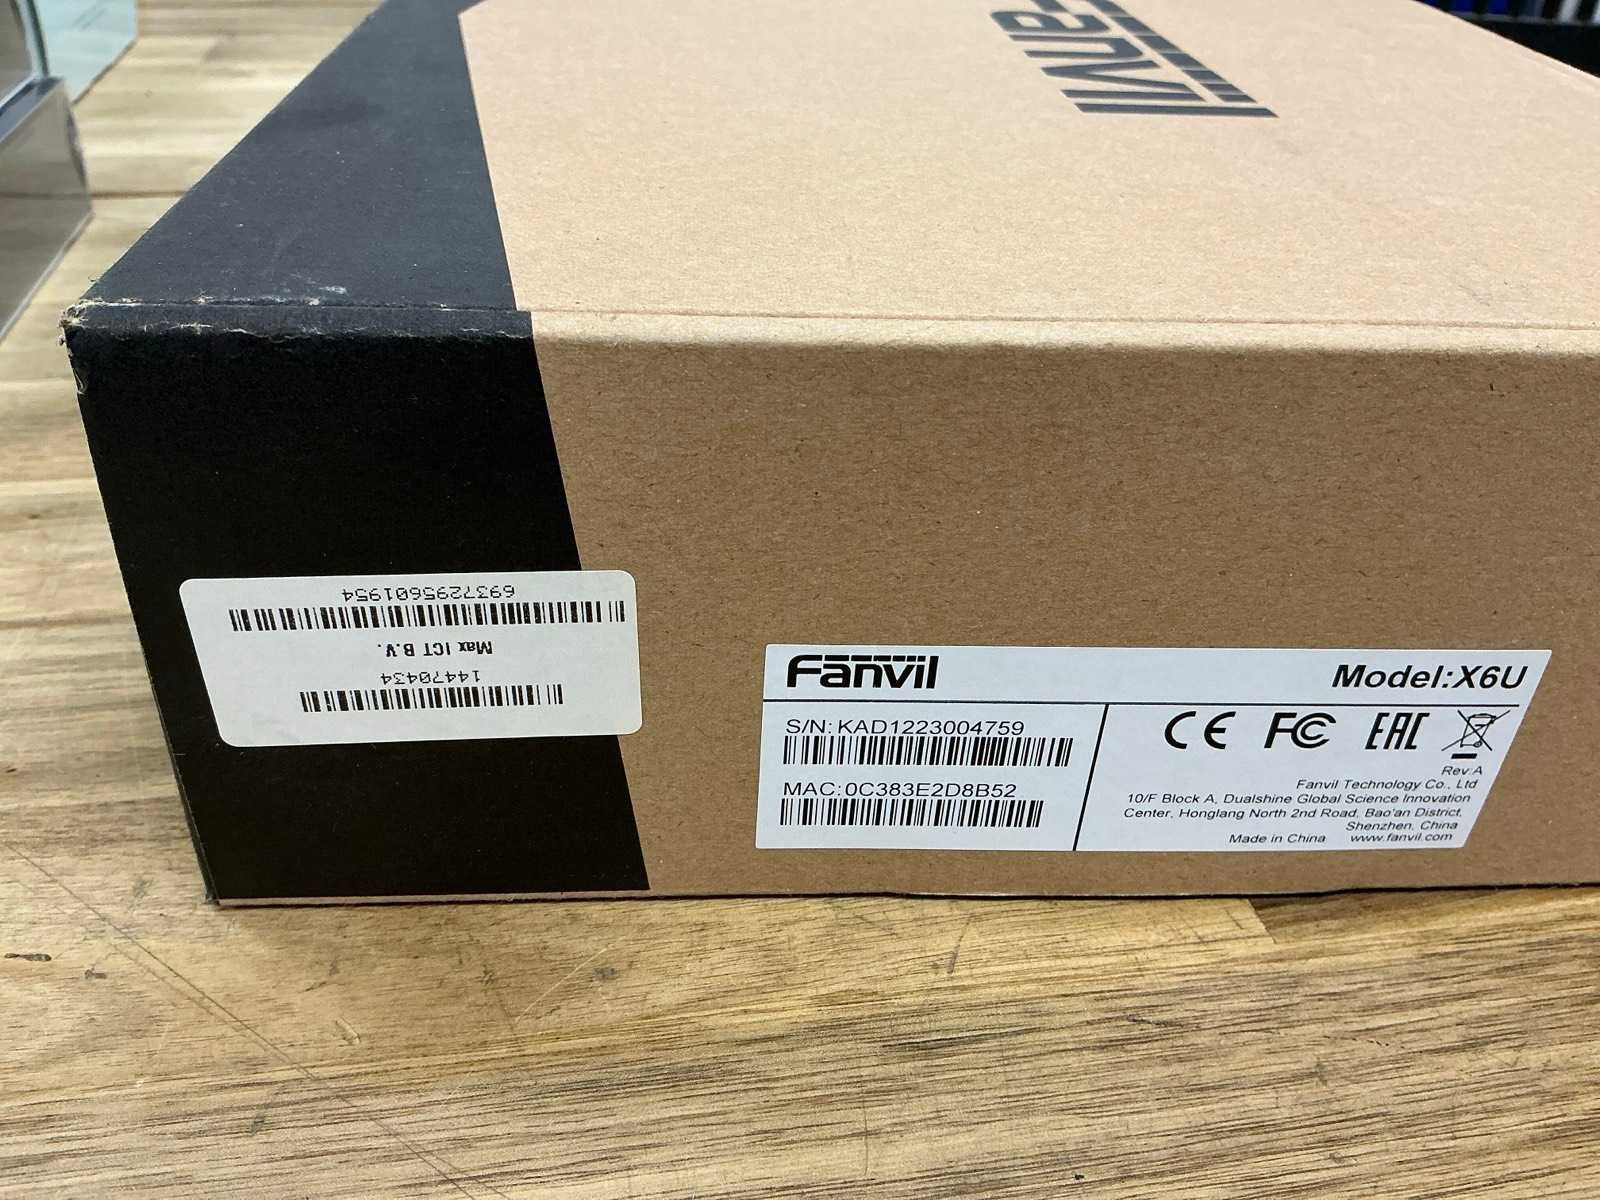 Fanvil
6937295601954
Max ICT B.V.
14470434
Fanvil
Model:X6U
S/N:KAD1223004759
MAC:0C383E2D8B52
CE FC EAC
Rev:A
Fanvil Technology Co., Ltd
10/F Block A, Dualshine Global Science Innovation
Center, Honglang North 2nd Road, Bao'an District,
Shenzhen, China
Made in China www.fanvil.com